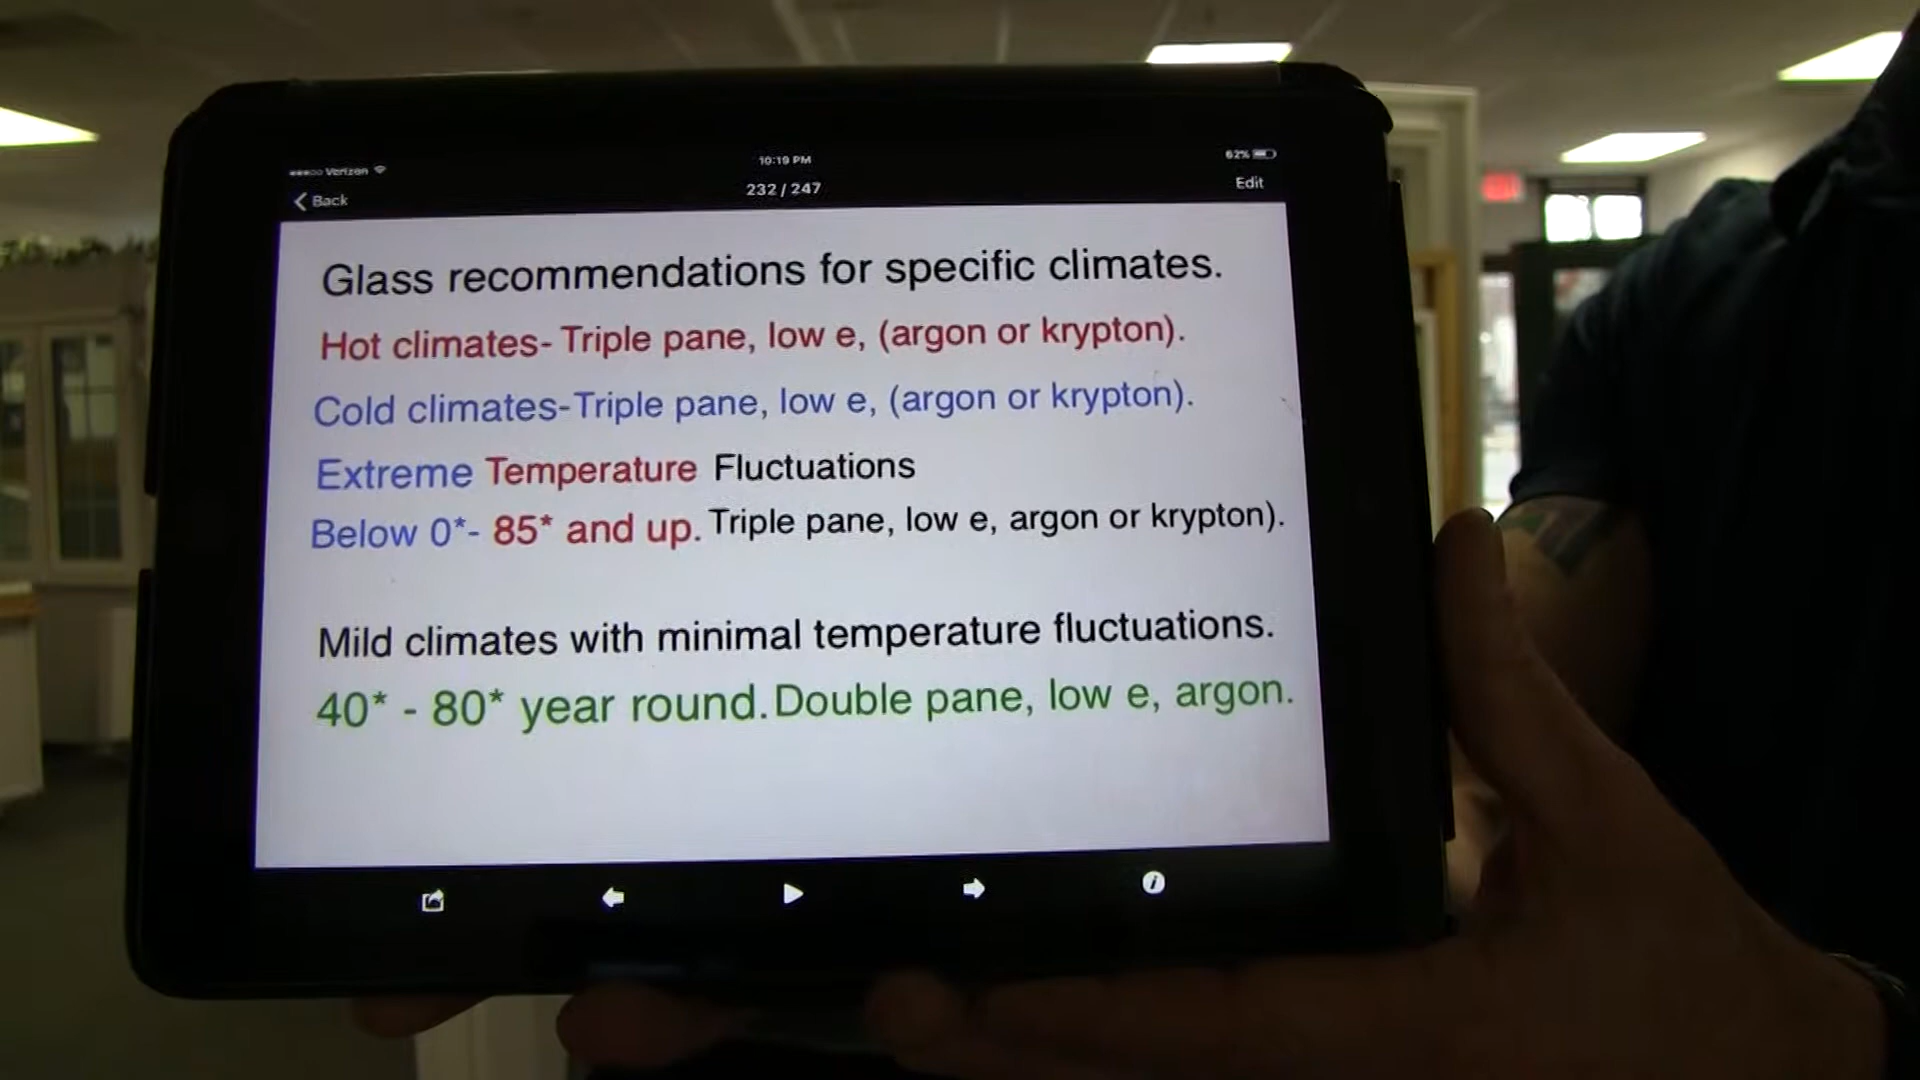 Verizon
10:19 PM
62%
Back
232 / 247
Edit
Glass recommendations for specific climates.
Hot climates- Triple pane, low e, (argon or krypton).
Cold climates-Triple pane, low e, (argon or krypton).
Extreme Temperature Fluctuations
Below 0*- 85* and up. Triple pane, low e, argon or krypton).
Mild climates with minimal temperature fluctuations.
40* - 80* year round. Double pane, low e, argon.